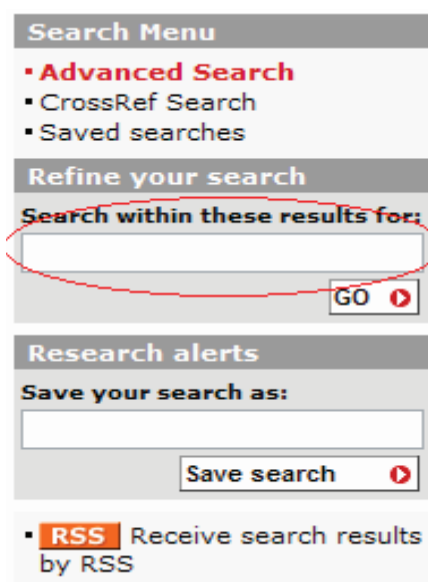 Search Menu
Advanced Search
CrossRef Search
Saved searches
Refine your search
Search within these results for:
GO
Research alerts
Save your search as:
Save search
RSS Receive search results
by RSS